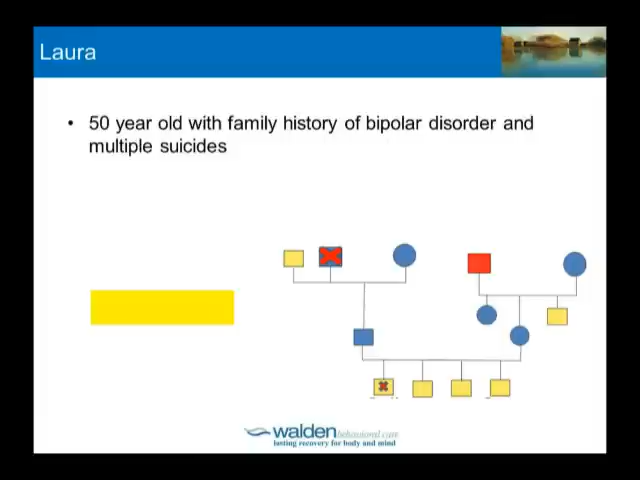 Laura
• 50 year old with family history of bipolar disorder and
multiple suicides
walden behavioral care
lasting recovery for body and mind